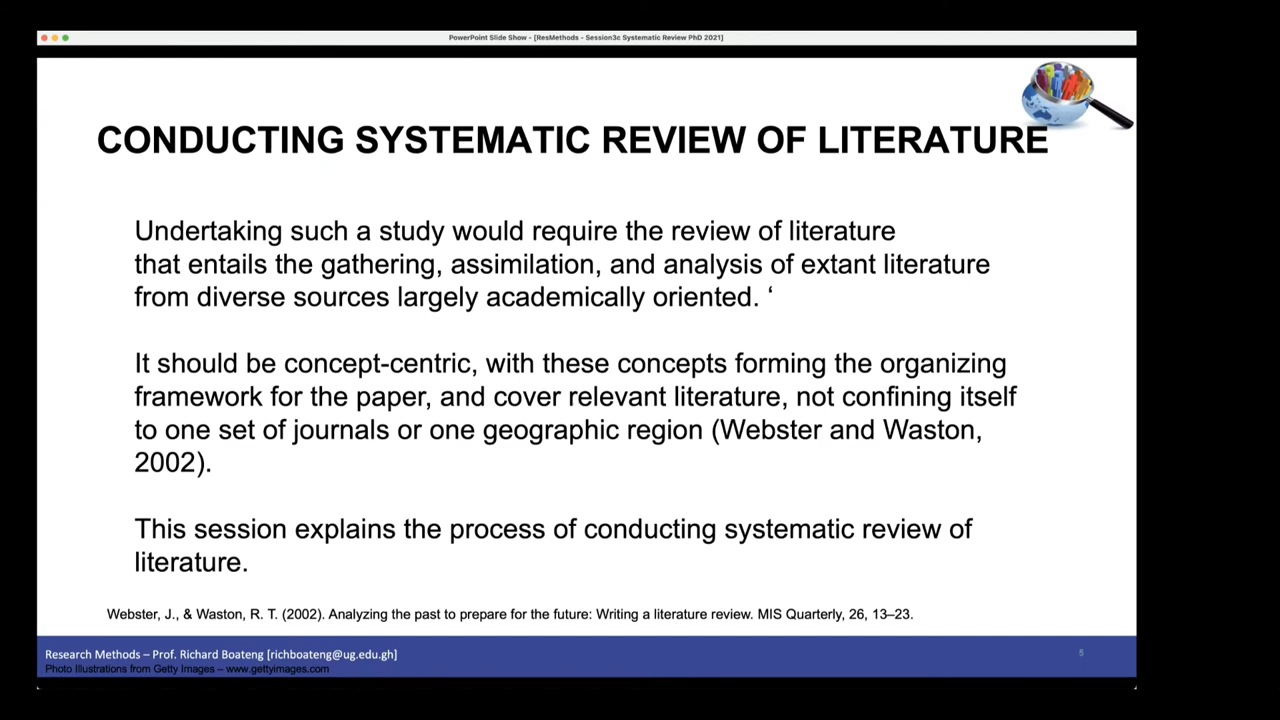 PowerPoint Slide Show - [ResMethods - Session3c Systematic Review PhD 2021]
CONDUCTING SYSTEMATIC REVIEW OF LITERATURE
Undertaking such a study would require the review of literature
that entails the gathering, assimilation, and analysis of extant literature
from diverse sources largely academically oriented. ‘
It should be concept-centric, with these concepts forming the organizing
framework for the paper, and cover relevant literature, not confining itself
to one set of journals or one geographic region (Webster and Waston,
2002).
This session explains the process of conducting systematic review of
literature.
Webster, J., & Waston, R. T. (2002). Analyzing the past to prepare for the future: Writing a literature review. MIS Quarterly, 26, 13–23.
Research Methods – Prof. Richard Boateng [richboateng@ug.edu.gh]
5
Photo Illustrations from Getty Images – www.gettyimages.com